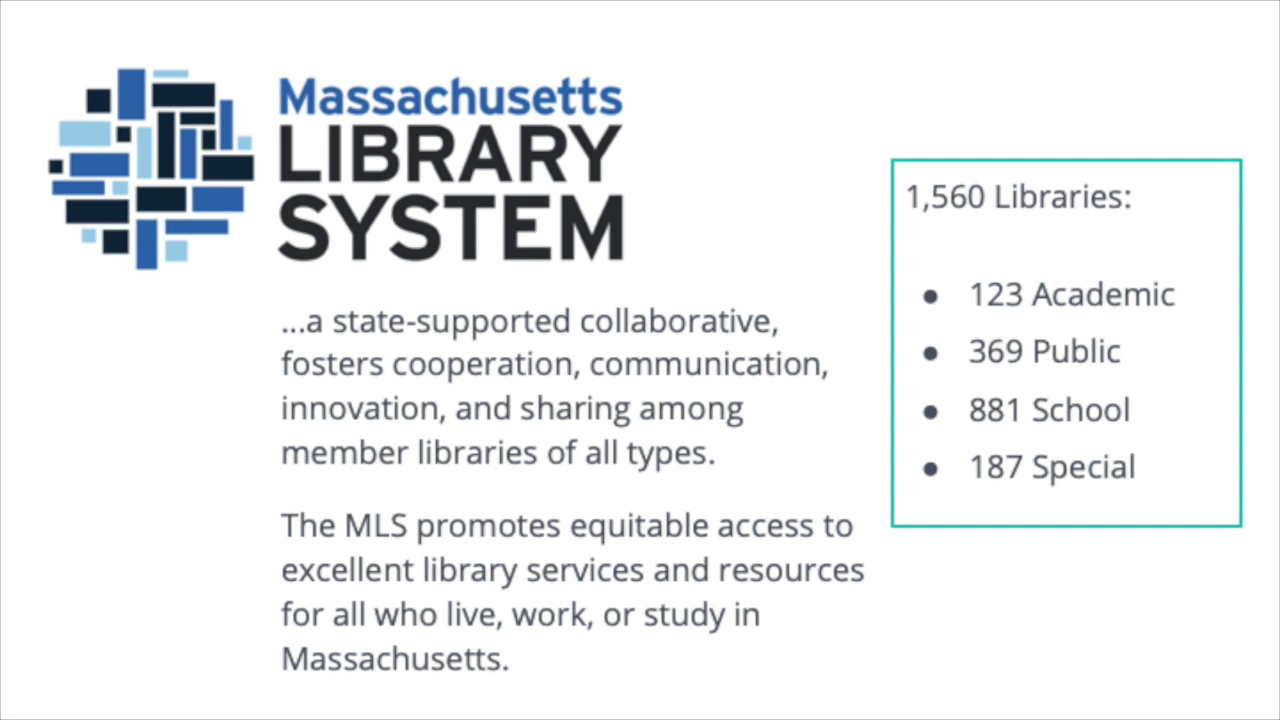 Massachusetts
LIBRARY
SYSTEM
...a state-supported collaborative,
fosters cooperation, communication,
innovation, and sharing among
member libraries of all types.
The MLS promotes equitable access to
excellent library services and resources
for all who live, work, or study in
Massachusetts.
1,560 Libraries:
● 123 Academic
● 369 Public
● 881 School
● 187 Special